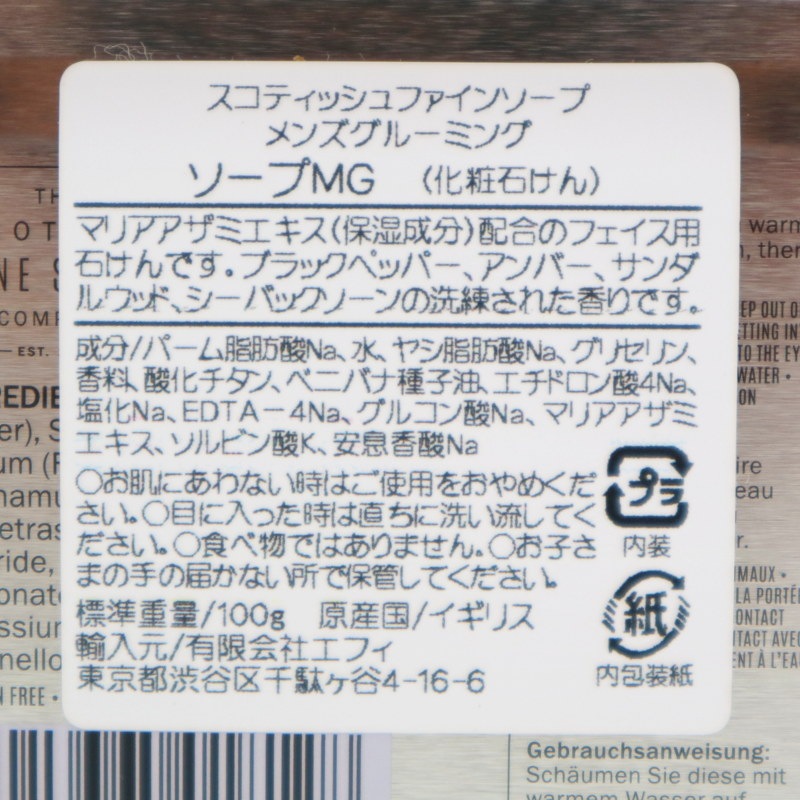 スコティッシュファインソープ
メンズグルーミング
ソープMG （化粧石けん）
マリアアザミエキス(保湿成分)配合のフェイス用
石けんです。ブラックペッパー、アンバー、サンダ
ルウッド、シーバックソーンの洗練された香りです。
成分/パーム脂肪酸Na、水、ヤシ脂肪酸Na、グリセリン、
香料、酸化チタン、ベニバナ種子油、エチドロン酸4Na、
塩化Na、EDTA－4Na、グルコン酸Na、マリアアザミ
エキス、ソルビン酸K、安息香酸Na
○お肌にあわない時はご使用をおやめくだ
さい。○目に入った時は直ちに洗い流してく
ださい。○食べ物ではありません。○お子さ
まの手の届かない所で保管してください。
プラ
内装
紙
内包装紙
標準重量/100g 原産国/イギリス
輸入元/有限会社エフィ
東京都渋谷区千駄ヶ谷4-16-6
EST.
FREE •
warm
EEP OUT O
TO THE EY
WATER •
CONTACT
NTACT AVEC
ENT À L'EAU
Gebrauchsanweisung:
Schäumen Sie diese mit
warmem Wasser auf